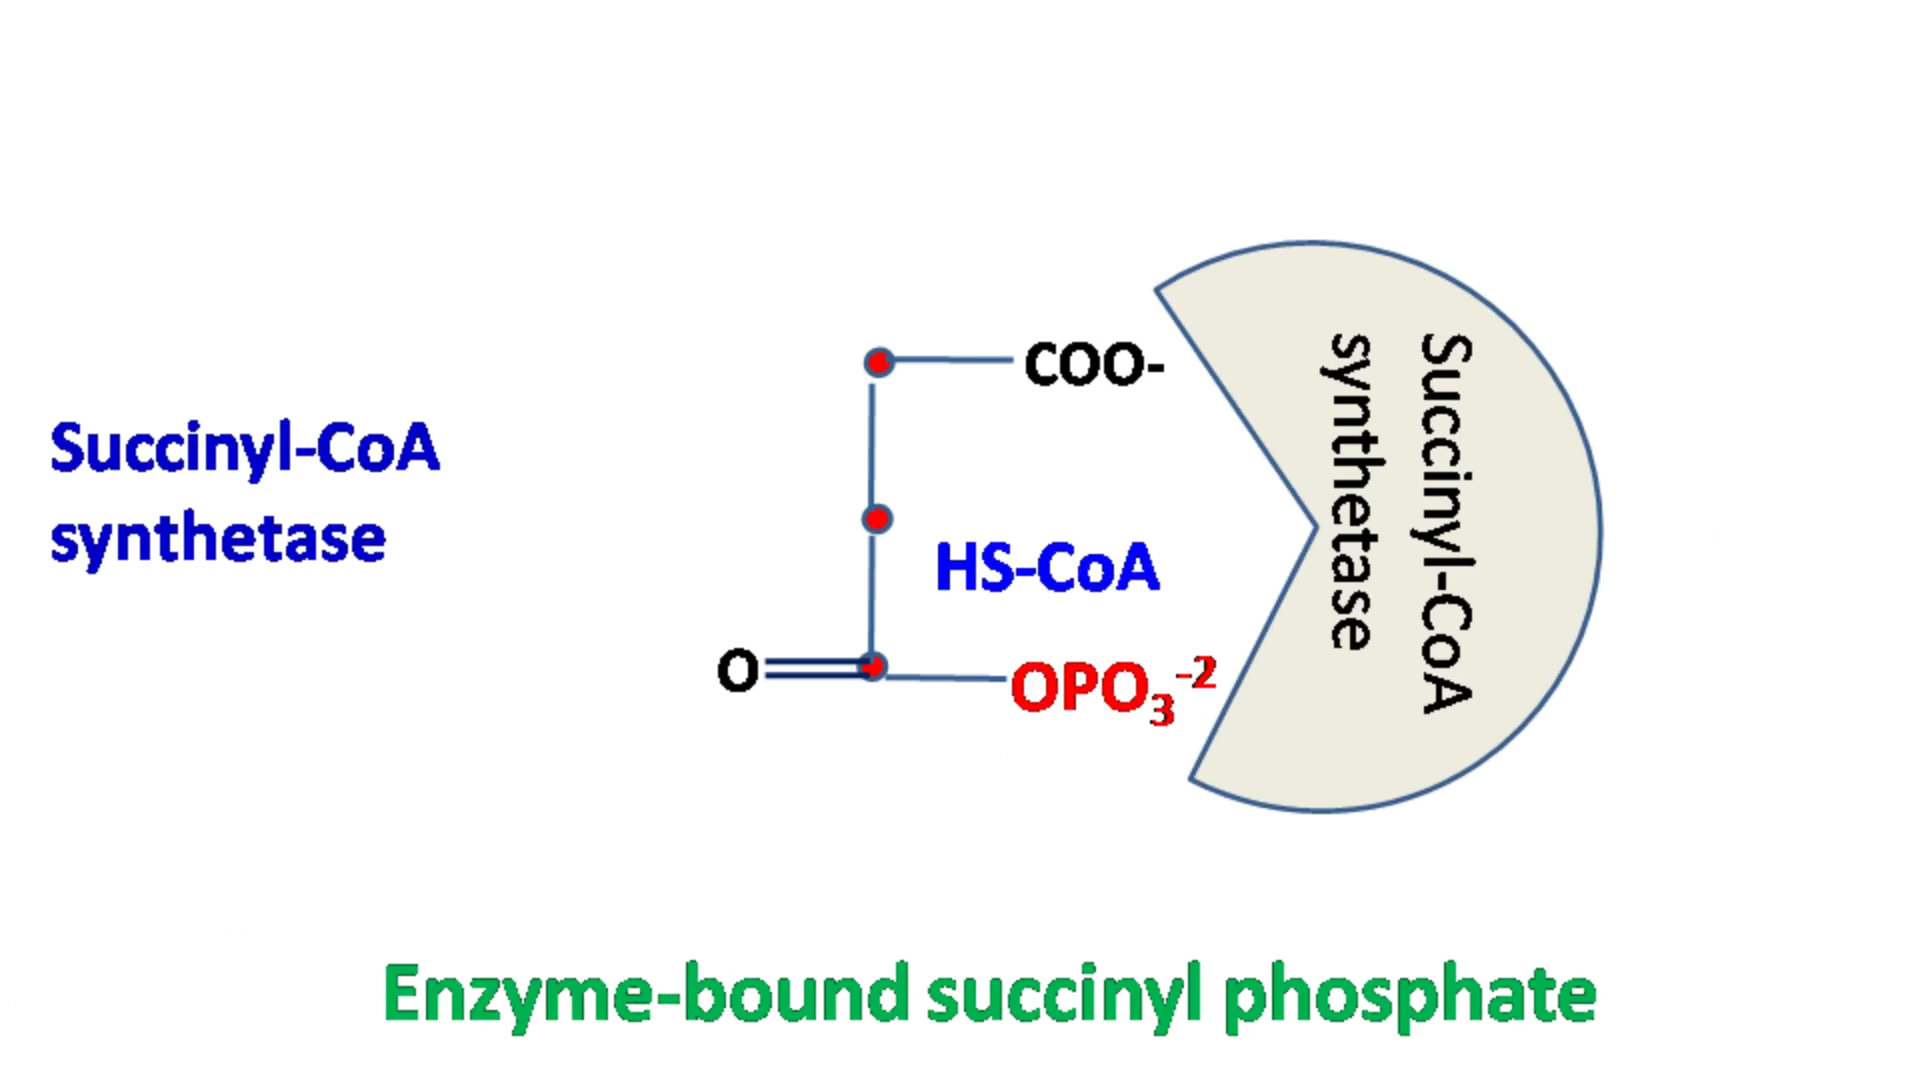 Succinyl-CoA
synthetase
COO-
HS-CoA
O
OPO₃⁻²
Succinyl-CoA
synthetase
Enzyme-bound succinyl phosphate